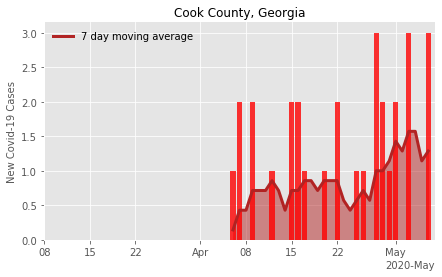 Cook County, Georgia
7 day moving average
New Covid-19 Cases
3.0
2.5
2.0
1.5
1.0
0.5
0.0
08 15 22 Apr 08 15 22 May
2020-May